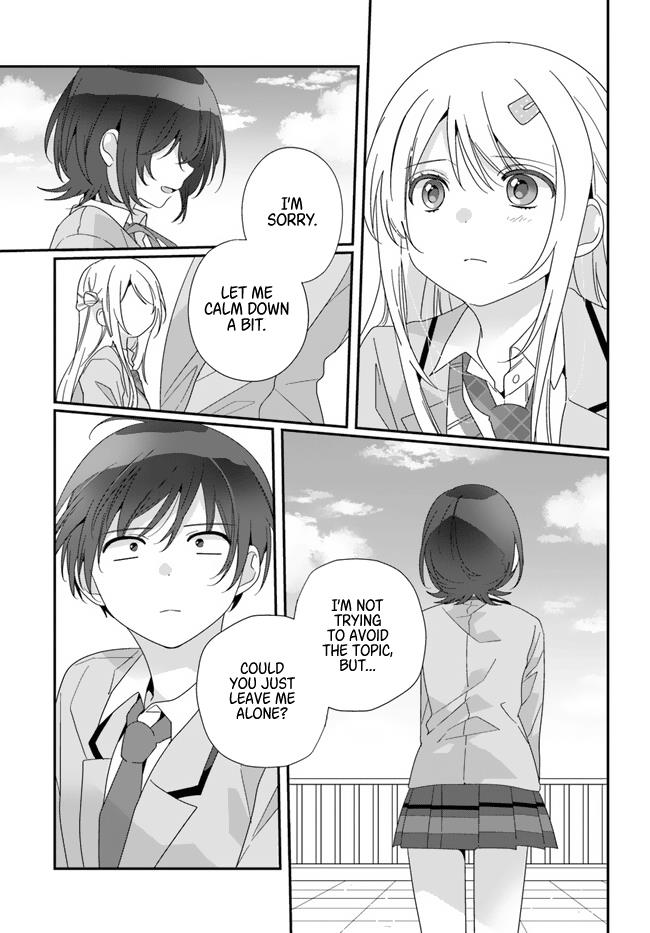 I'M
SORRY.
LET ME
CALM DOWN
A BIT.
I'M NOT
TRYING
TO AVOID
THE TOPIC,
BUT...
COULD
YOU JUST
LEAVE ME
ALONE?